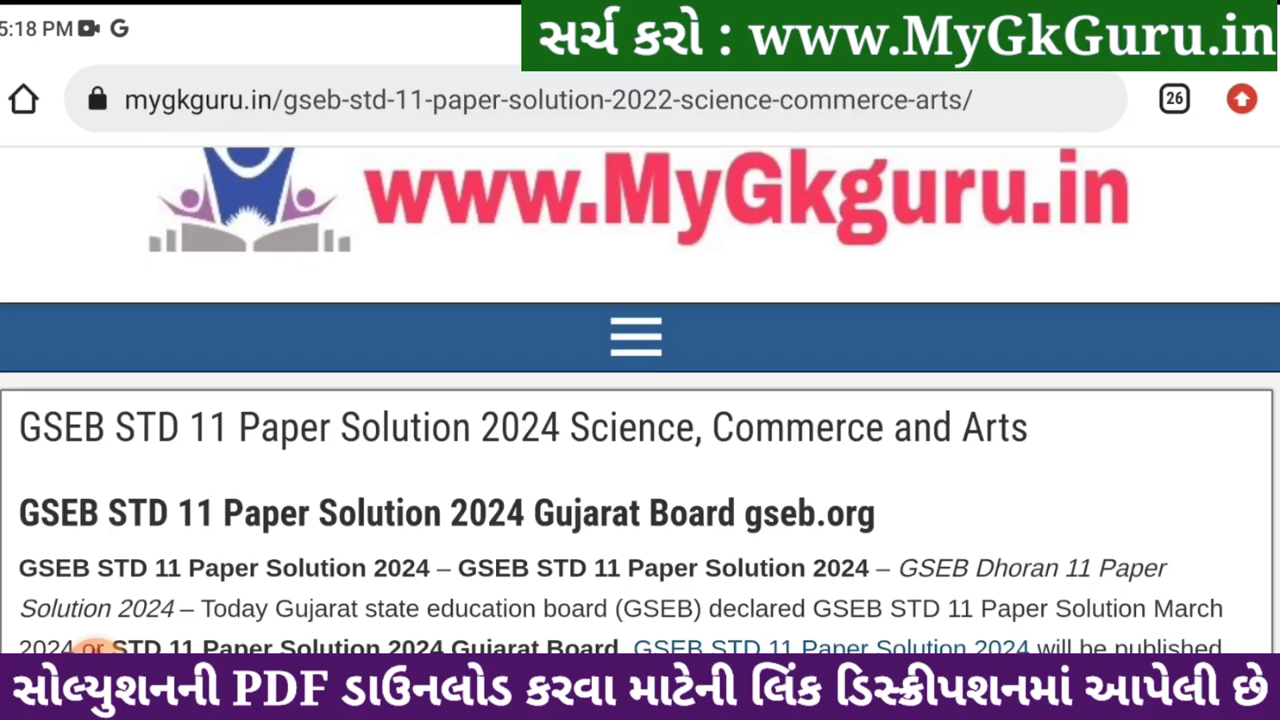 5:18 PM G
સર્ચ કરો : www.MyGkGuru.in
mygkguru.in/gseb-std-11-paper-solution-2022-science-commerce-arts/ 26
www.MyGkguru.in
GSEB STD 11 Paper Solution 2024 Science, Commerce and Arts
GSEB STD 11 Paper Solution 2024 Gujarat Board gseb.org
GSEB STD 11 Paper Solution 2024 – GSEB STD 11 Paper Solution 2024 – GSEB Dhoran 11 Paper
Solution 2024 – Today Gujarat state education board (GSEB) declared GSEB STD 11 Paper Solution March
2024 or STD 11 Paper Solution 2024 Gujarat Board. GSEB STD 11 Paper Solution 2024 will be published
સોલ્યુશનની PDF ડાઉનલોડ કરવા માટેની લિંક ડિસ્ક્રીપશનમાં આપેલી છે